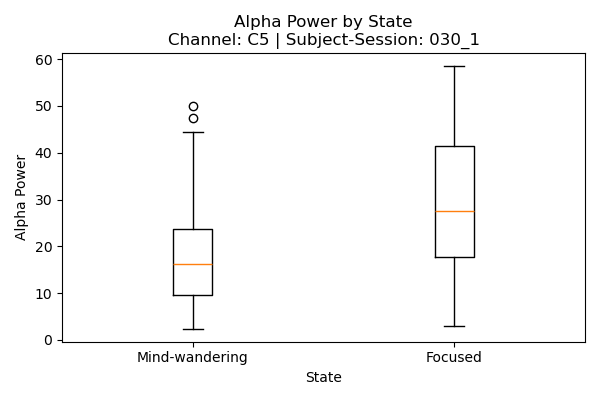 Alpha Power by State
Channel: C5 | Subject-Session: 030_1
60
50
40
30
20
10
0
Alpha Power
Mind-wandering
Focused
State